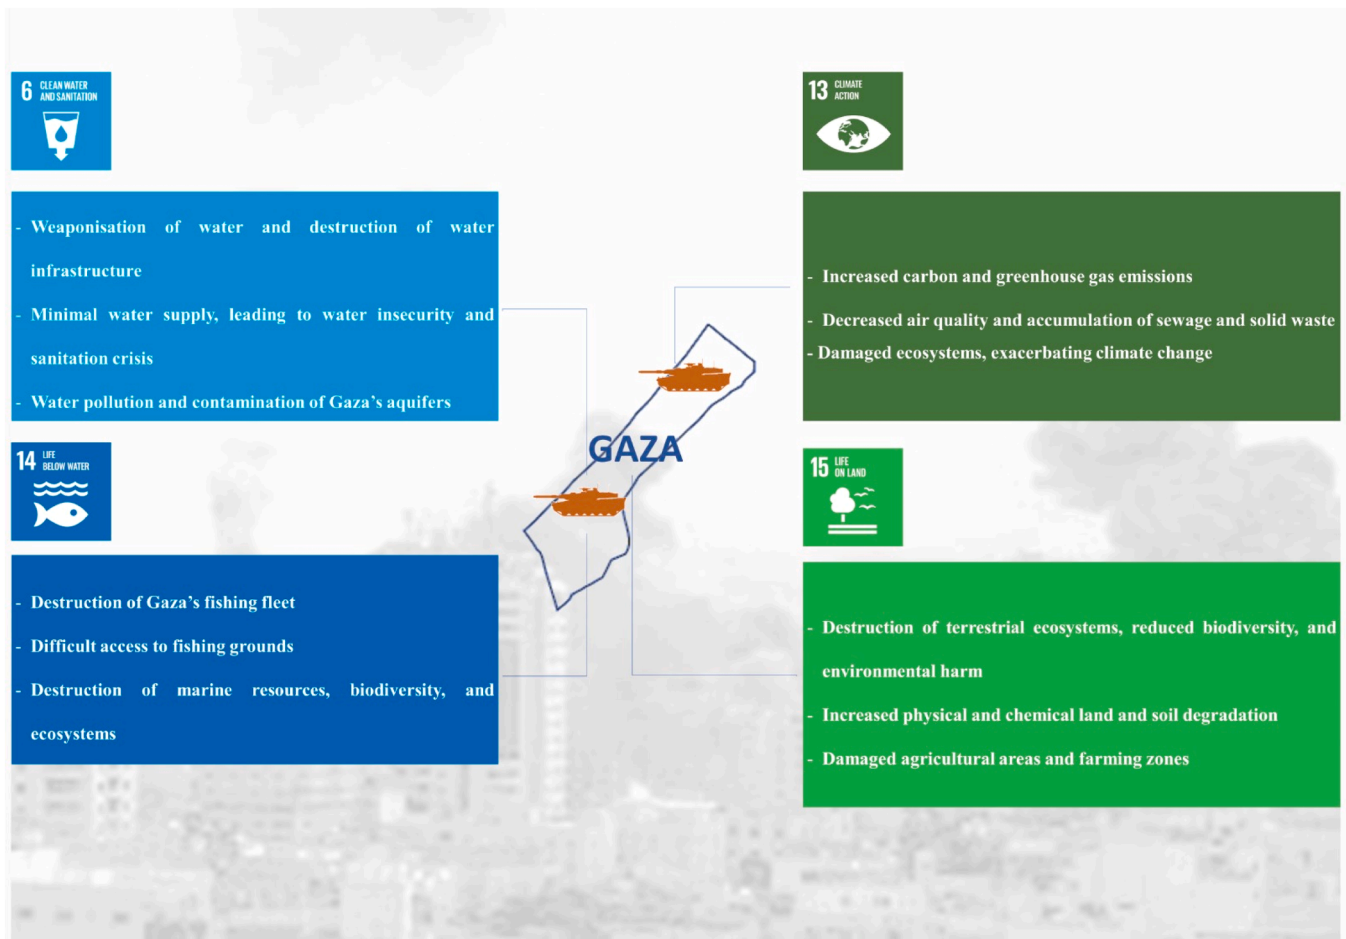 6 CLEAN WATER
AND SANITATION
- Weaponisation of water and destruction of water
infrastructure
- Minimal water supply, leading to water insecurity and
sanitation crisis
- Water pollution and contamination of Gaza's aquifers
14 LIFE
BELOW WATER
- Destruction of Gaza's fishing fleet
- Difficult access to fishing grounds
- Destruction of marine resources, biodiversity, and
ecosystems
GAZA
13 CLIMATE
ACTION
- Increased carbon and greenhouse gas emissions
- Decreased air quality and accumulation of sewage and solid waste
- Damaged ecosystems, exacerbating climate change
15 LIFE
ON LAND
- Destruction of terrestrial ecosystems, reduced biodiversity, and
environmental harm
- Increased physical and chemical land and soil degradation
- Damaged agricultural areas and farming zones